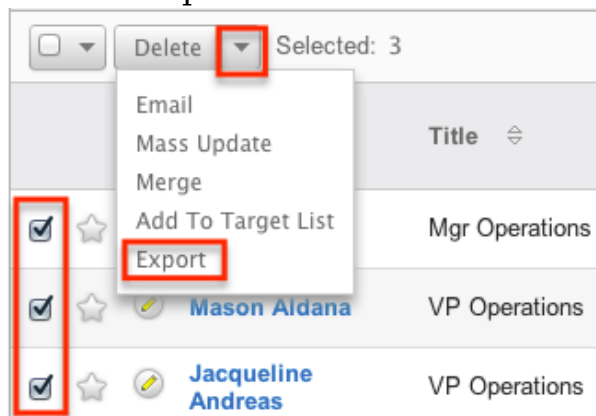 Delete Selected: 3
Email
Mass Update
Merge
Add To Target List
Export
Title
Mgr Operations
Mason Aldana VP Operations
Jacqueline
Andreas VP Operations